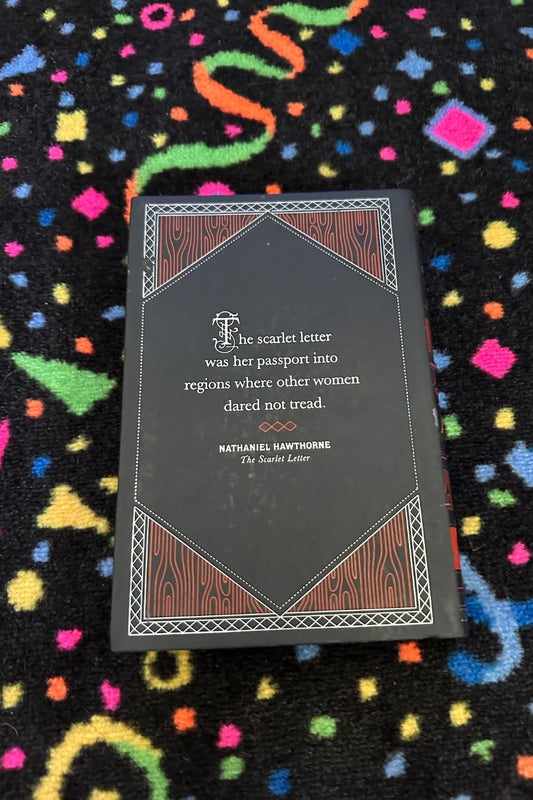 The scarlet letter
was her passport into
regions where other women
dared not tread.
NATHANIEL HAWTHORNE
The Scarlet Letter